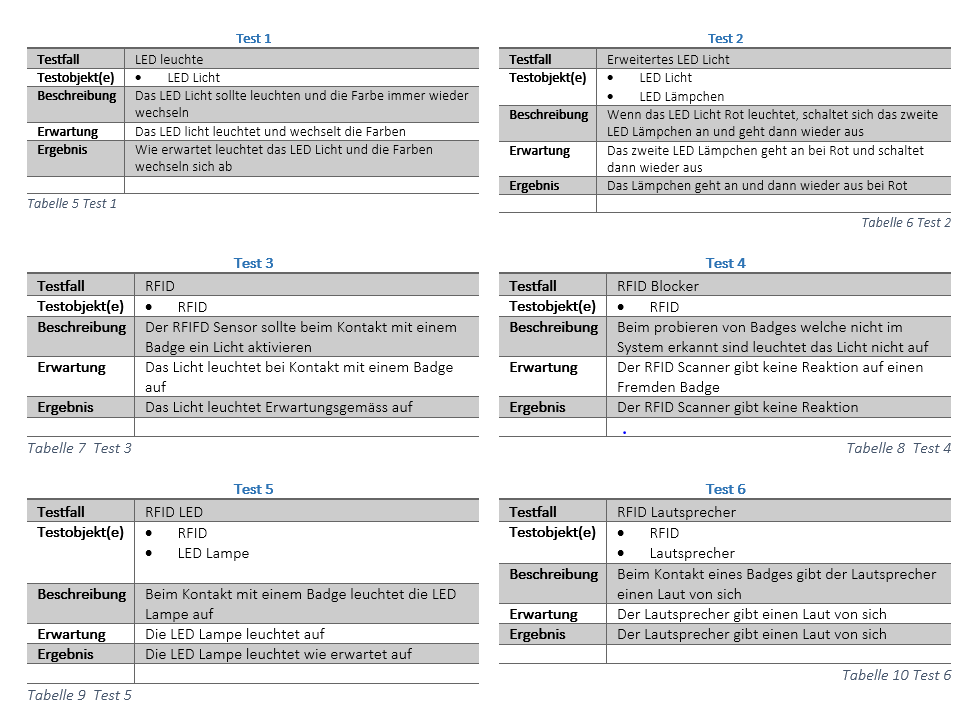 Test 1
Testfall LED leuchte
Testobjekt(e) • LED Licht
Beschreibung Das LED Licht sollte leuchten und die Farbe immer wieder
wechseln
Erwartung Das LED licht leuchtet und wechselt die Farben
Ergebnis Wie erwartet leuchtet das LED Licht und die Farben
wechseln sich ab
Tabelle 5 Test 1
Test 2
Testfall Erweitertes LED Licht
Testobjekt(e) • LED Licht
• LED Lämpchen
Beschreibung Wenn das LED Licht Rot leuchtet, schaltet sich das zweite
LED Lämpchen an und geht dann wieder aus
Erwartung Das zweite LED Lämpchen geht an bei Rot und schaltet
dann wieder aus
Ergebnis Das Lämpchen geht an und dann wieder aus bei Rot
Tabelle 6 Test 2
Test 3
Testfall RFID
Testobjekt(e) • RFID
Beschreibung Der RFIFD Sensor sollte beim Kontakt mit einem
Badge ein Licht aktivieren
Erwartung Das Licht leuchtet bei Kontakt mit einem Badge
auf
Ergebnis Das Licht leuchtet Erwartungsgemäss auf
Tabelle 7 Test 3
Test 4
Testfall RFID Blocker
Testobjekt(e) • RFID
Beschreibung Beim probieren von Badges welche nicht im
System erkannt sind leuchtet das Licht nicht auf
Erwartung Der RFID Scanner gibt keine Reaktion auf einen
Fremden Badge
Ergebnis Der RFID Scanner gibt keine Reaktion
.
Tabelle 8 Test 4
Test 5
Testfall RFID LED
Testobjekt(e) • RFID
• LED Lampe
Beschreibung Beim Kontakt mit einem Badge leuchtet die LED
Lampe auf
Erwartung Die LED Lampe leuchtet auf
Ergebnis Die LED Lampe leuchtet wie erwartet auf
Tabelle 9 Test 5
Test 6
Testfall RFID Lautsprecher
Testobjekt(e) • RFID
• Lautsprecher
Beschreibung Beim Kontakt eines Badges gibt der Lautsprecher
einen Laut von sich
Erwartung Der Lautsprecher gibt einen Laut von sich
Ergebnis Der Lautsprecher gibt einen Laut von sich
Tabelle 10 Test 6